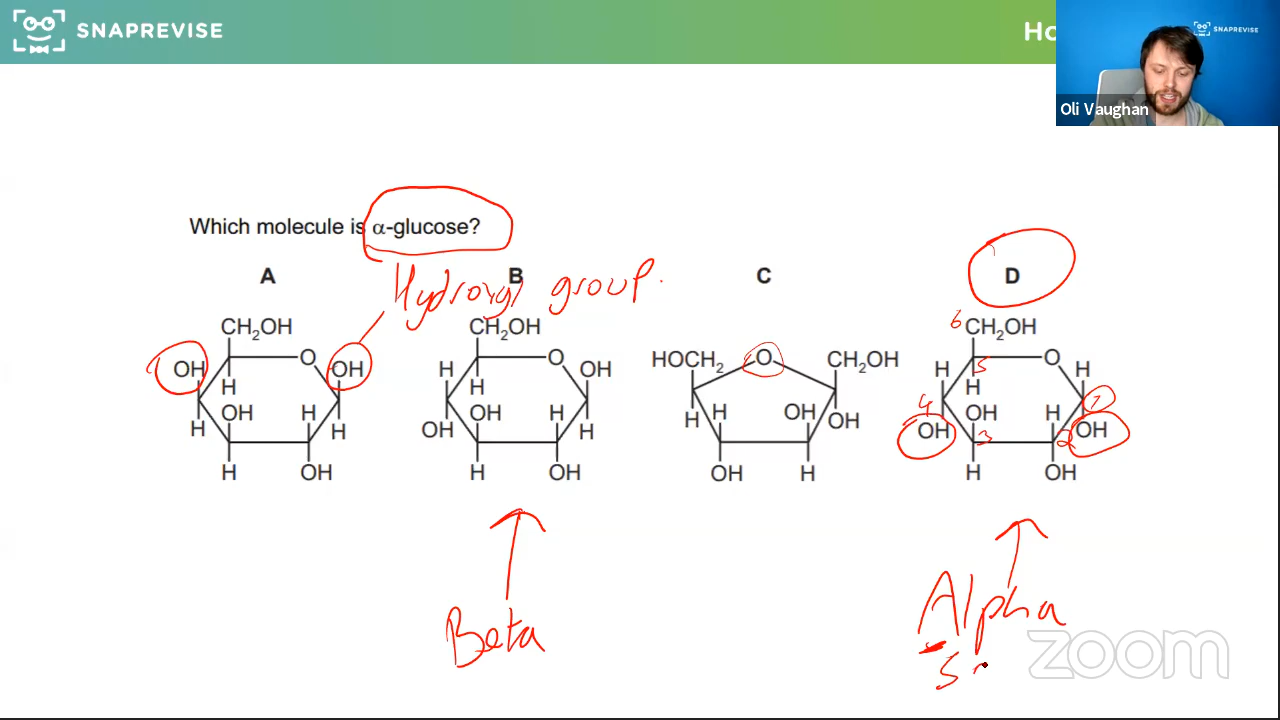 SNAPREVISE
Ho
SNAPREVISE
Oli Vaughan
Which molecule is α-glucose?
A B C D
Hydroxyl group.
CH2OH CH2OH 6 CH2OH
OH O OH H O OH HOCH2 O CH2OH H 5 O H
H H H
OH H OH H H H OH OH 4 OH H 1
H H OH H OH 3 2 OH
H OH H OH OH H H OH
Beta
Alpha
zoom
S